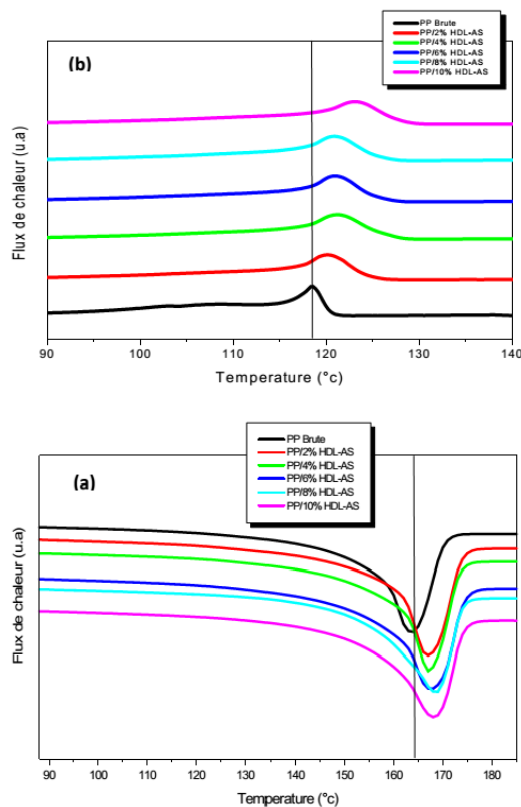 (b)
PP Brute
PP/2% HDL-AS
PP/4% HDL-AS
PP/6% HDL-AS
PP/8% HDL-AS
PP/10% HDL-AS
Flux de chaleur (u.a)
90 100 110 120 130 140
Temperature (°c)
(a)
PP Brute
PP/2% HDL-AS
PP/4% HDL-AS
PP/6% HDL-AS
PP/8% HDL-AS
PP/10% HDL-AS
Flux de chaleur (u.a)
90 100 110 120 130 140 150 160 170 180
Temperature (°c)